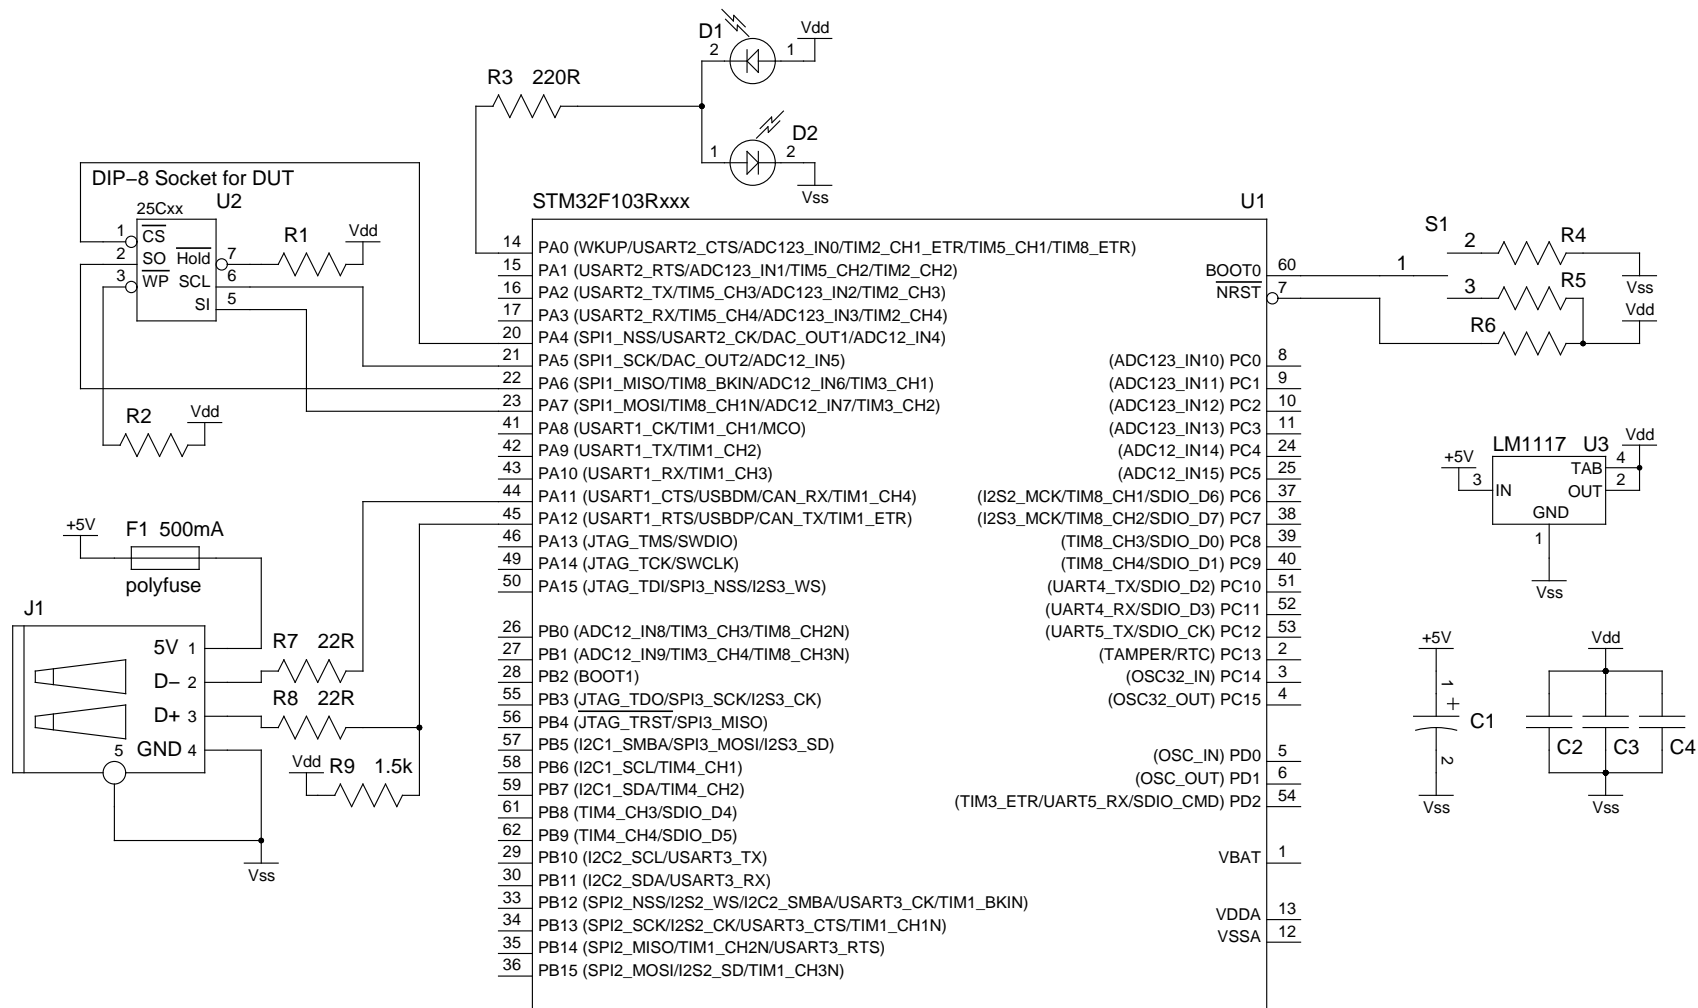 D1
Vdd
2
1
R3 220R
D2
1
2
Vss
DIP−8 Socket for DUT
U2
25Cxx
1
CS
2
SO
3
WP
Hold
7
SCL
6
SI
5
R1
Vdd
R2
Vdd
STM32F103Rxxx
U1
14 PA0 (WKUP/USART2_CTS/ADC123_IN0/TIM2_CH1_ETR/TIM5_CH1/TIM8_ETR)
15 PA1 (USART2_RTS/ADC123_IN1/TIM5_CH2/TIM2_CH2)
16 PA2 (USART2_TX/TIM5_CH3/ADC123_IN2/TIM2_CH3)
17 PA3 (USART2_RX/TIM5_CH4/ADC123_IN3/TIM2_CH4)
20 PA4 (SPI1_NSS/USART2_CK/DAC_OUT1/ADC12_IN4)
21 PA5 (SPI1_SCK/DAC_OUT2/ADC12_IN5)
22 PA6 (SPI1_MISO/TIM8_BKIN/ADC12_IN6/TIM3_CH1)
23 PA7 (SPI1_MOSI/TIM8_CH1N/ADC12_IN7/TIM3_CH2)
41 PA8 (USART1_CK/TIM1_CH1/MCO)
42 PA9 (USART1_TX/TIM1_CH2)
43 PA10 (USART1_RX/TIM1_CH3)
44 PA11 (USART1_CTS/USBDM/CAN_RX/TIM1_CH4)
45 PA12 (USART1_RTS/USBDP/CAN_TX/TIM1_ETR)
46 PA13 (JTAG_TMS/SWDIO)
49 PA14 (JTAG_TCK/SWCLK)
50 PA15 (JTAG_TDI/SPI3_NSS/I2S3_WS)
26 PB0 (ADC12_IN8/TIM3_CH3/TIM8_CH2N)
27 PB1 (ADC12_IN9/TIM3_CH4/TIM8_CH3N)
28 PB2 (BOOT1)
55 PB3 (JTAG_TDO/SPI3_SCK/I2S3_CK)
56 PB4 (JTAG_TRST/SPI3_MISO)
57 PB5 (I2C1_SMBA/SPI3_MOSI/I2S3_SD)
58 PB6 (I2C1_SCL/TIM4_CH1)
59 PB7 (I2C1_SDA/TIM4_CH2)
61 PB8 (TIM4_CH3/SDIO_D4)
62 PB9 (TIM4_CH4/SDIO_D5)
29 PB10 (I2C2_SCL/USART3_TX)
30 PB11 (I2C2_SDA/USART3_RX)
33 PB12 (SPI2_NSS/I2S2_WS/I2C2_SMBA/USART3_CK/TIM1_BKIN)
34 PB13 (SPI2_SCK/I2S2_CK/USART3_CTS/TIM1_CH1N)
35 PB14 (SPI2_MISO/TIM1_CH2N/USART3_RTS)
36 PB15 (SPI2_MOSI/I2S2_SD/TIM1_CH3N)
BOOT0 60
NRST 7
(ADC123_IN10) PC0 8
(ADC123_IN11) PC1 9
(ADC123_IN12) PC2 10
(ADC123_IN13) PC3 11
(ADC12_IN14) PC4 24
(ADC12_IN15) PC5 25
(I2S2_MCK/TIM8_CH1/SDIO_D6) PC6 37
(I2S3_MCK/TIM8_CH2/SDIO_D7) PC7 38
(TIM8_CH3/SDIO_D0) PC8 39
(TIM8_CH4/SDIO_D1) PC9 40
(UART4_TX/SDIO_D2) PC10 51
(UART4_RX/SDIO_D3) PC11 52
(UART5_TX/SDIO_CK) PC12 53
(TAMPER/RTC) PC13 2
(OSC32_IN) PC14 3
(OSC32_OUT) PC15 4
(OSC_IN) PD0 5
(OSC_OUT) PD1 6
(TIM3_ETR/UART5_RX/SDIO_CMD) PD2 54
VBAT 1
VDDA 13
VSSA 12
+5V
F1 500mA
polyfuse
J1
5V 1
D− 2
D+ 3
GND 4
5
R7 22R
R8 22R
Vdd
R9 1.5k
Vss
S1
1
2
R4
3
R5
Vss
Vdd
R6
LM1117 U3
Vdd
+5V
3
IN
TAB 4
OUT 2
GND
1
Vss
+5V
1
+
C1
2
Vss
Vdd
C2
C3
C4
Vss